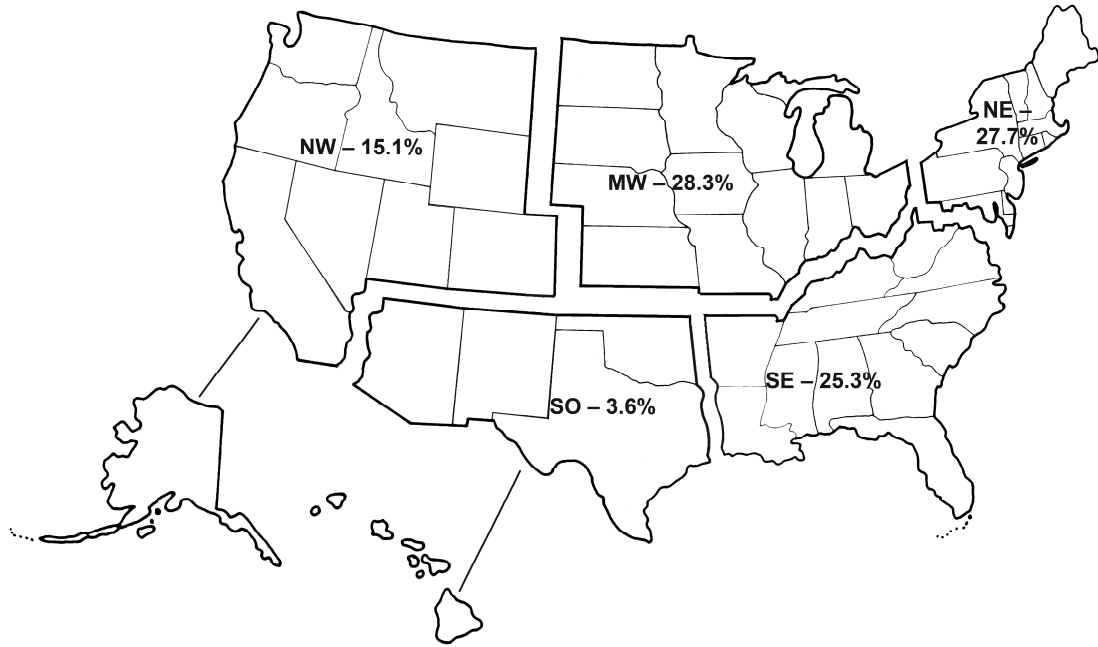 NE –
27.7%
NW – 15.1%
MW – 28.3%
SE – 25.3%
SO – 3.6%